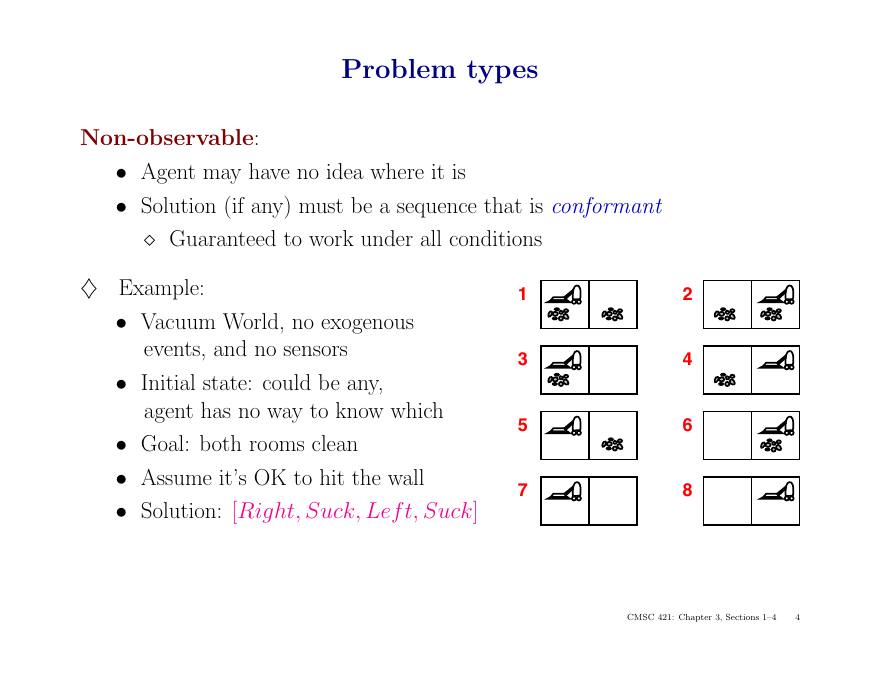 Problem types
Non-observable:
• Agent may have no idea where it is
• Solution (if any) must be a sequence that is conformant
⋄ Guaranteed to work under all conditions
♢ Example:
• Vacuum World, no exogenous
events, and no sensors
• Initial state: could be any,
agent has no way to know which
• Goal: both rooms clean
• Assume it's OK to hit the wall
• Solution: [Right, Suck, Left, Suck]
1 2
3 4
5 6
7 8
CMSC 421: Chapter 3, Sections 1–4 4